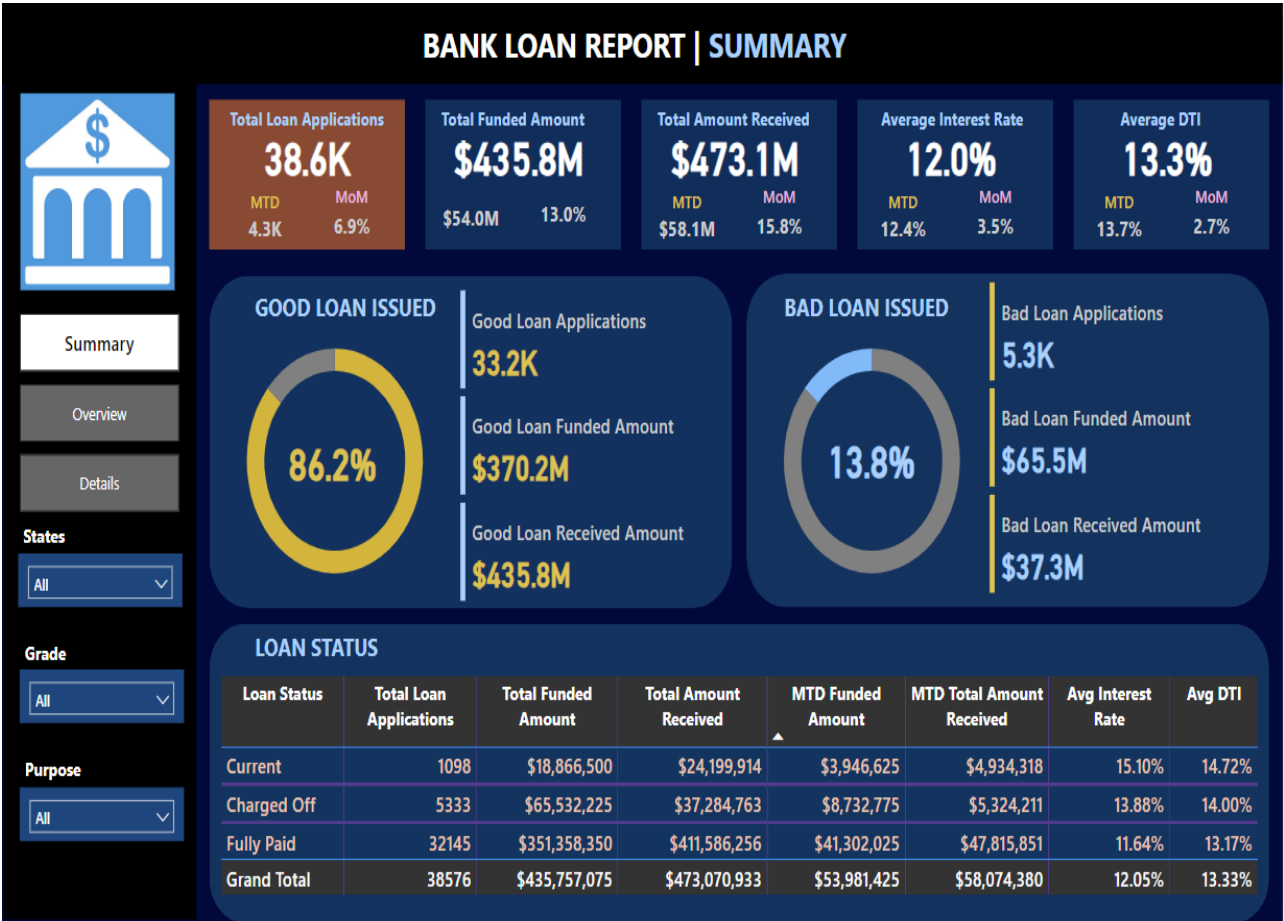 BANK LOAN REPORT | SUMMARY
$
Total Loan Applications
38.6K
MTD MoM
4.3K 6.9%
Total Funded Amount
$435.8M
$54.0M 13.0%
Total Amount Received
$473.1M
MTD MoM
$58.1M 15.8%
Average Interest Rate
12.0%
MTD MoM
12.4% 3.5%
Average DTI
13.3%
MTD MoM
13.7% 2.7%
Summary
Overview
Details
States
All
Grade
All
Purpose
All
GOOD LOAN ISSUED
86.2%
Good Loan Applications
33.2K
Good Loan Funded Amount
$370.2M
Good Loan Received Amount
$435.8M
BAD LOAN ISSUED
13.8%
Bad Loan Applications
5.3K
Bad Loan Funded Amount
$65.5M
Bad Loan Received Amount
$37.3M
LOAN STATUS
Loan Status Total Loan Total Funded Total Amount MTD Funded MTD Total Amount Avg Interest Avg DTI
Applications Amount Received Amount Received Rate
Current 1098 $18,866,500 $24,199,914 $3,946,625 $4,934,318 15.10% 14.72%
Charged Off 5333 $65,532,225 $37,284,763 $8,732,775 $5,324,211 13.88% 14.00%
Fully Paid 32145 $351,358,350 $411,586,256 $41,302,025 $47,815,851 11.64% 13.17%
Grand Total 38576 $435,757,075 $473,070,933 $53,981,425 $58,074,380 12.05% 13.33%